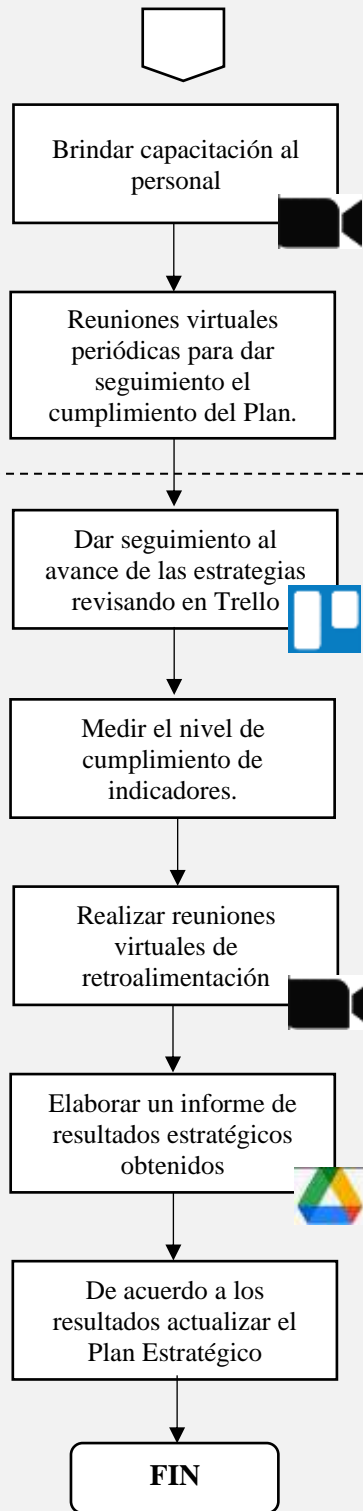 Brindar capacitación al
personal
Reuniones virtuales
periódicas para dar
seguimiento el
cumplimiento del Plan.
Dar seguimiento al
avance de las estrategias
revisando en Trello
Medir el nivel de
cumplimiento de
indicadores.
Realizar reuniones
virtuales de
retroalimentación
Elaborar un informe de
resultados estratégicos
obtenidos
De acuerdo a los
resultados actualizar el
Plan Estratégico
FIN